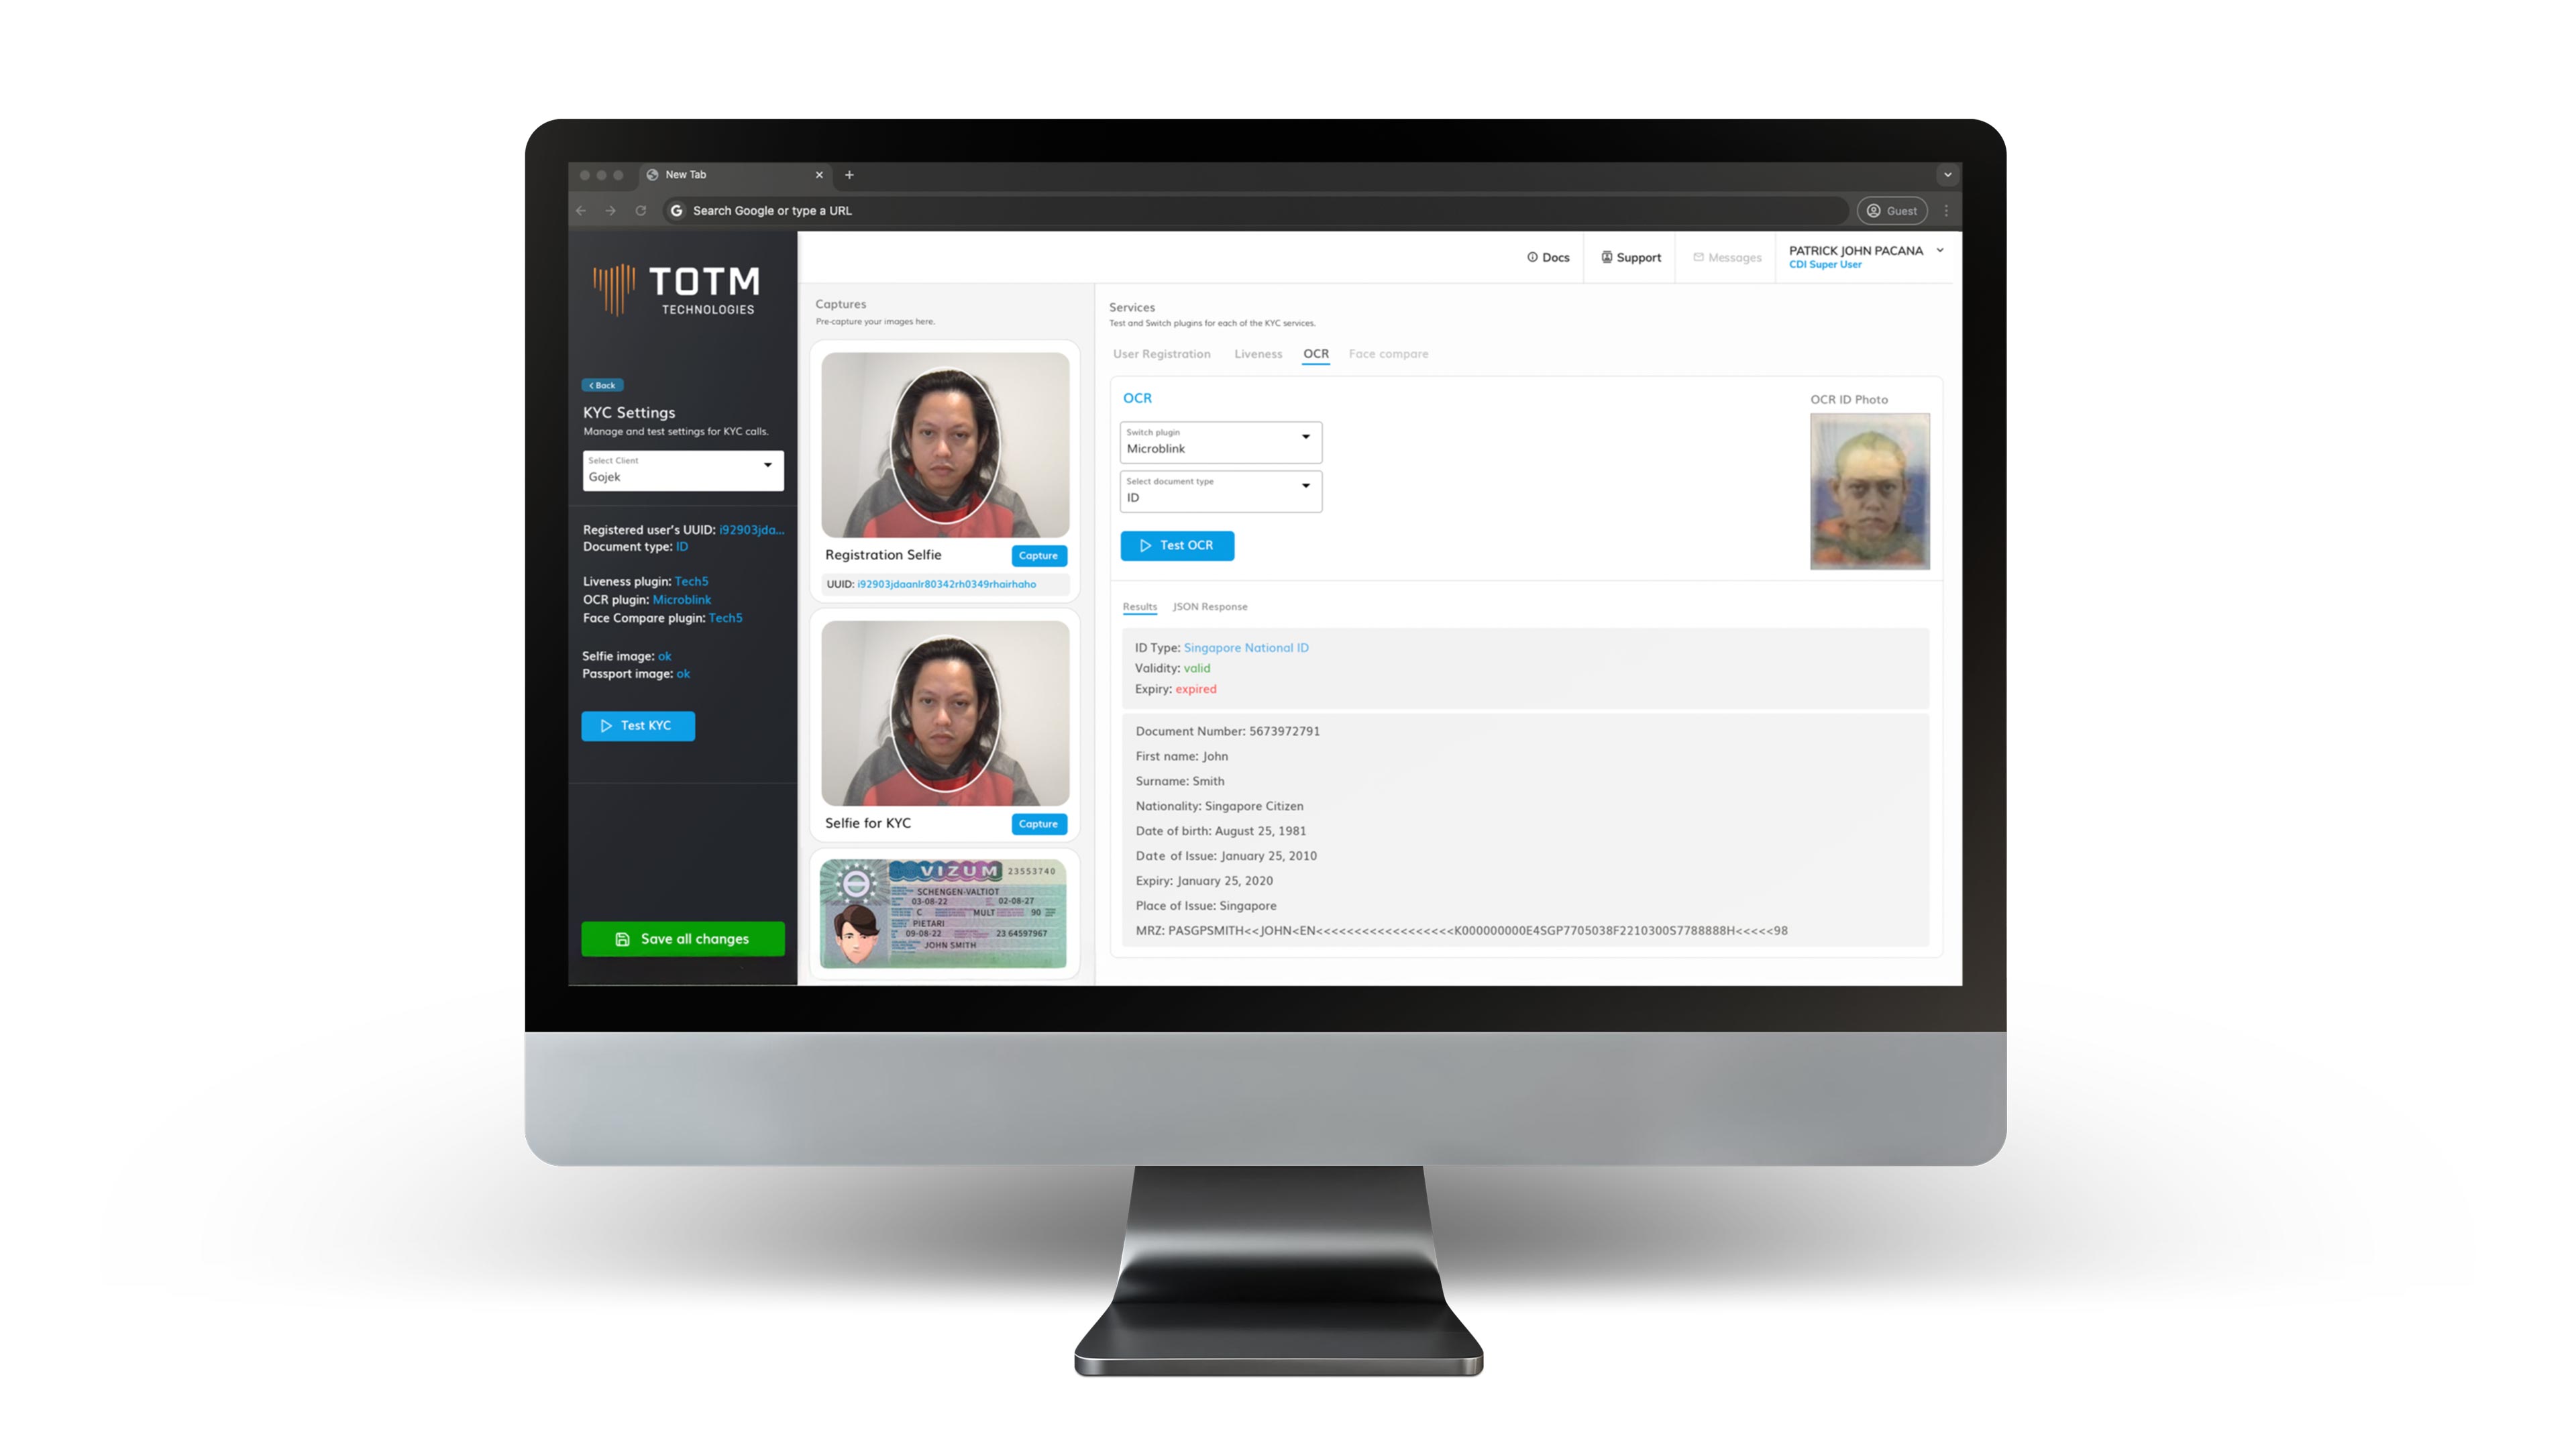 New Tab
Search Google or type a URL
Guest
TOTM
TECHNOLOGIES
Back
KYC Settings
Manage and test settings for KYC calls.
Select Client
Gojek
Registered user's UUID: i92903jda...
Document type: ID
Liveness plugin: Tech5
OCR plugin: Microblink
Face Compare plugin: Tech5
Selfie image: ok
Passport image: ok
Test KYC
Save all changes
Docs
Support
Messages
PATRICK JOHN PACANA
CDI Super User
Captures
Pre-capture your images here.
Registration Selfie
Capture
UUID: i92903jdaanlr80342rh0349rhairhaho
Selfie for KYC
Capture
VIZUM 23553740
SCHENGEN-VALTIOT
03-08-22 02-08-27
C MULT 90
PIETARI
09-08-22 23 64597967
JOHN SMITH
Services
Test and Switch plugins for each of the KYC services.
User Registration Liveness OCR Face compare
OCR
Switch plugin
Microblink
Select document type
ID
Test OCR
OCR ID Photo
Results JSON Response
ID Type: Singapore National ID
Validity: valid
Expiry: expired
Document Number: 5673972791
First name: John
Surname: Smith
Nationality: Singapore Citizen
Date of birth: August 25, 1981
Date of Issue: January 25, 2010
Expiry: January 25, 2020
Place of Issue: Singapore
MRZ: PASGPSMITH<<JOHN<EN<<<<<<<<<<<<<<<<<<K000000000E4SGP7705038F2210300S7788888H<<<<<98